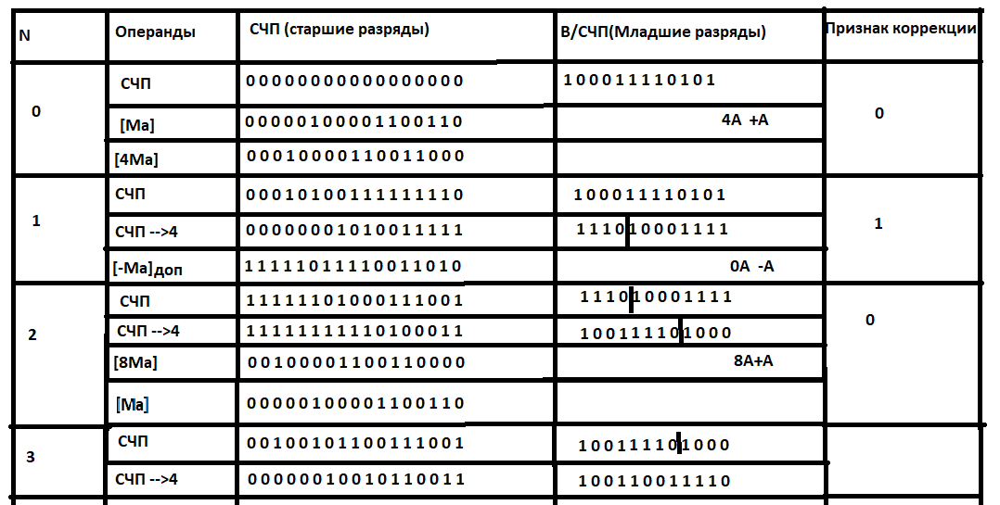 N Операнды СЧП (старшие разряды) В/СЧП(Младшие разряды) Признак коррекции
0 СЧП 0 0 0 0 0 0 0 0 0 0 0 0 0 0 0 0 0 1 0 0 0 1 1 1 1 0 1 0 1 0
[Ма] 0 0 0 0 0 1 0 0 0 0 1 1 0 0 1 1 0 4А +А
[4Ма] 0 0 0 1 0 0 0 0 1 1 0 0 1 1 0 0 0
1 СЧП 0 0 0 1 0 1 0 0 1 1 1 1 1 1 1 1 0 1 0 0 0 1 1 1 1 0 1 0 1 1
СЧП -->4 0 0 0 0 0 0 0 1 0 1 0 0 1 1 1 1 1 1 1 1 0 1 0 0 0 1 1 1 1
[-Ма]доп 1 1 1 1 1 0 1 1 1 1 0 0 1 1 0 1 0 0А -А
2 СЧП 1 1 1 1 1 1 0 1 0 0 0 1 1 1 0 0 1 1 1 1 0 1 0 0 0 1 1 1 1 0
СЧП -->4 1 1 1 1 1 1 1 1 1 1 0 1 0 0 0 1 1 1 0 0 1 1 1 1 0 1 0 0 0
[8Ма] 0 0 1 0 0 0 0 1 1 0 0 1 1 0 0 0 0 8А+А
[Ма] 0 0 0 0 0 1 0 0 0 0 1 1 0 0 1 1 0
3 СЧП 0 0 1 0 0 1 0 1 1 0 0 1 1 1 0 0 1 1 0 0 1 1 1 1 0 1 0 0 0
СЧП -->4 0 0 0 0 0 0 1 0 0 1 0 1 1 0 0 1 1 1 0 0 1 1 0 0 1 1 1 1 0